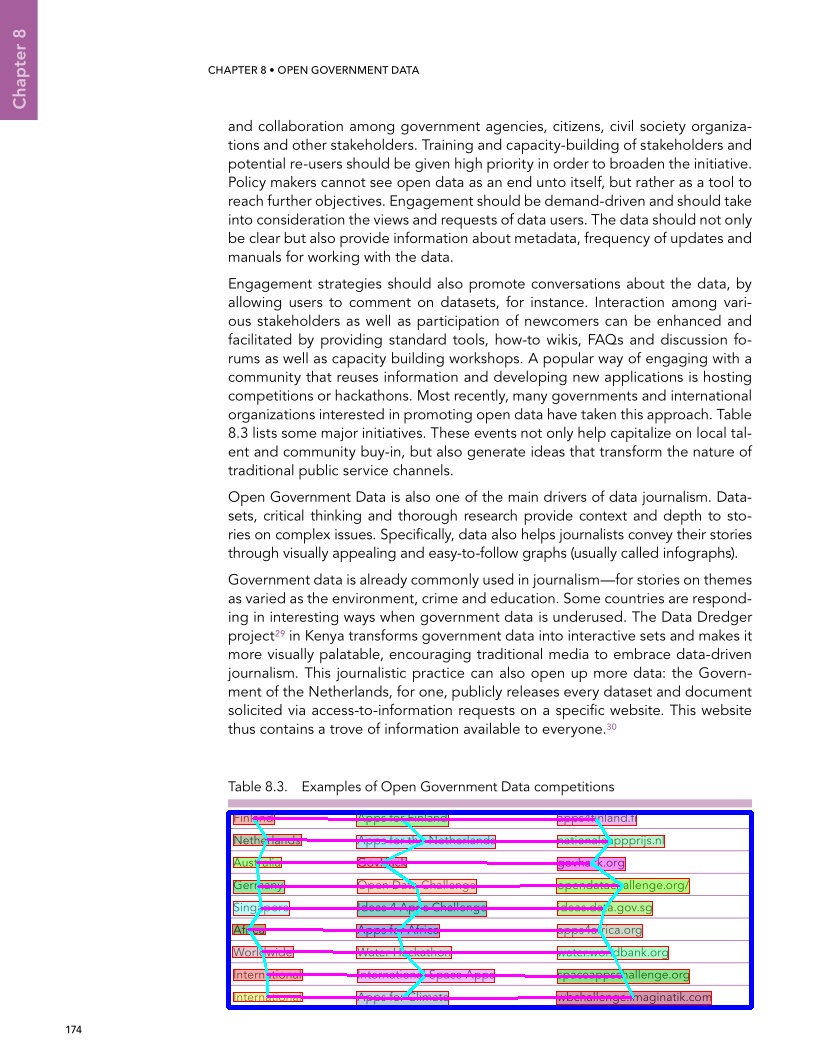 Chapter 8
CHAPTER 8 • OPEN GOVERNMENT DATA
and collaboration among government agencies, citizens, civil society organiza-
tions and other stakeholders. Training and capacity-building of stakeholders and
potential re-users should be given high priority in order to broaden the initiative.
Policy makers cannot see open data as an end unto itself, but rather as a tool to
reach further objectives. Engagement should be demand-driven and should take
into consideration the views and requests of data users. The data should not only
be clear but also provide information about metadata, frequency of updates and
manuals for working with the data.
Engagement strategies should also promote conversations about the data, by
allowing users to comment on datasets, for instance. Interaction among vari-
ous stakeholders as well as participation of newcomers can be enhanced and
facilitated by providing standard tools, how-to wikis, FAQs and discussion fo-
rums as well as capacity building workshops. A popular way of engaging with a
community that reuses information and developing new applications is hosting
competitions or hackathons. Most recently, many governments and international
organizations interested in promoting open data have taken this approach. Table
8.3 lists some major initiatives. These events not only help capitalize on local tal-
ent and community buy-in, but also generate ideas that transform the nature of
traditional public service channels.
Open Government Data is also one of the main drivers of data journalism. Data-
sets, critical thinking and thorough research provide context and depth to sto-
ries on complex issues. Specifically, data also helps journalists convey their stories
through visually appealing and easy-to-follow graphs (usually called infographs).
Government data is already commonly used in journalism—for stories on themes
as varied as the environment, crime and education. Some countries are respond-
ing in interesting ways when government data is underused. The Data Dredger
project29 in Kenya transforms government data into interactive sets and makes it
more visually palatable, encouraging traditional media to embrace data-driven
journalism. This journalistic practice can also open up more data: the Govern-
ment of the Netherlands, for one, publicly releases every dataset and document
solicited via access-to-information requests on a specific website. This website
thus contains a trove of information available to everyone.30
Table 8.3. Examples of Open Government Data competitions
Finland Apps for Finland apps4finland.fi
Netherlands Apps for the Netherlands nationaleappprijs.nl
Australia GovHack govhack.org
Germany Open Data Challenge opendatachallenge.org/
Singapore Ideas 4 Apps Challenge ideas.data.gov.sg
Africa Apps for Africa apps4africa.org
Worldwide Water Hackathon water.worldbank.org
International International Space Apps spaceappschallenge.org
International Apps for Climate wbchallenge.imaginatik.com
174